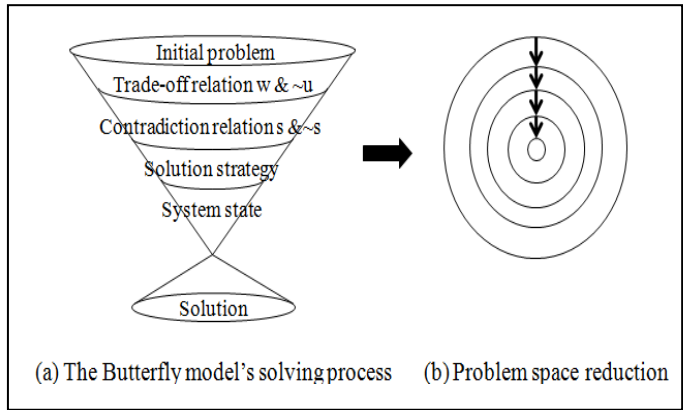 Initial problem
Trade-off relation w & ~u
Contradiction relation s & ~s
Solution strategy
System state
Solution
(a) The Butterfly model's solving process
(b) Problem space reduction